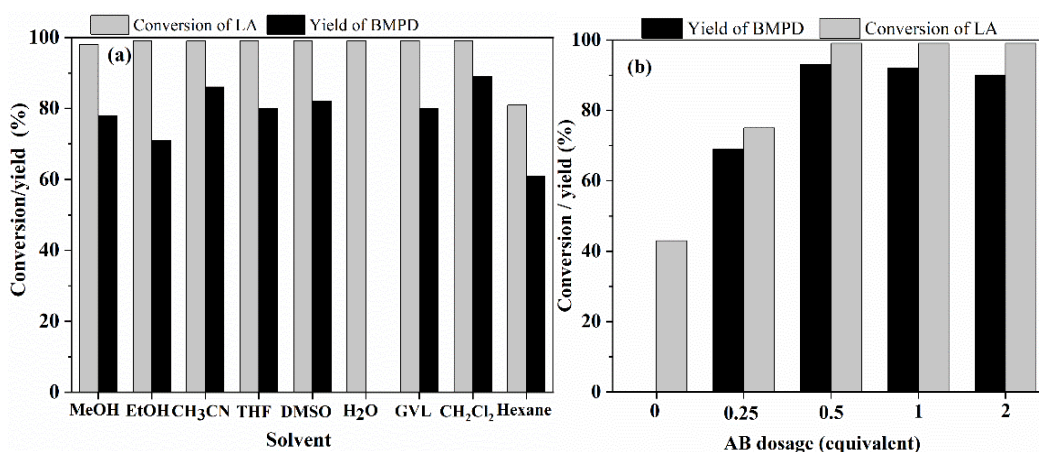 Conversion of LA
Yield of BMPD
(a)
100
80
60
40
20
0
Conversion/yield (%)
MeOH EtOH CH3CN THF DMSO H2O GVL CH2Cl2 Hexane
Solvent
Yield of BMPD
Conversion of LA
(b)
100
80
60
40
20
0
Conversion / yield (%)
0 0.25 0.5 1 2
AB dosage (equivalent)